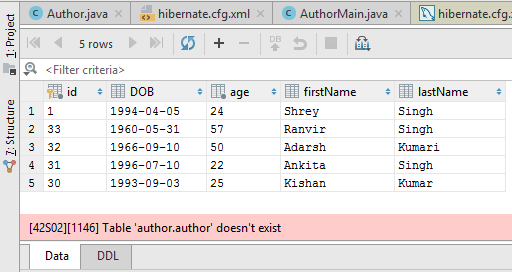 Author.java hibernate.cfg.xml AuthorMain.java hibernate.cfg.
1: Project
5 rows DB
<Filter criteria>
id DOB age firstName lastName
1 1 1994-04-05 24 Shrey Singh
2 33 1960-05-31 57 Ranvir Singh
3 32 1966-09-10 50 Adarsh Kumari
4 31 1996-07-10 22 Ankita Singh
5 30 1993-09-03 25 Kishan Kumar
7: Structure
[42S02][1146] Table 'author.author' doesn't exist
Data DDL